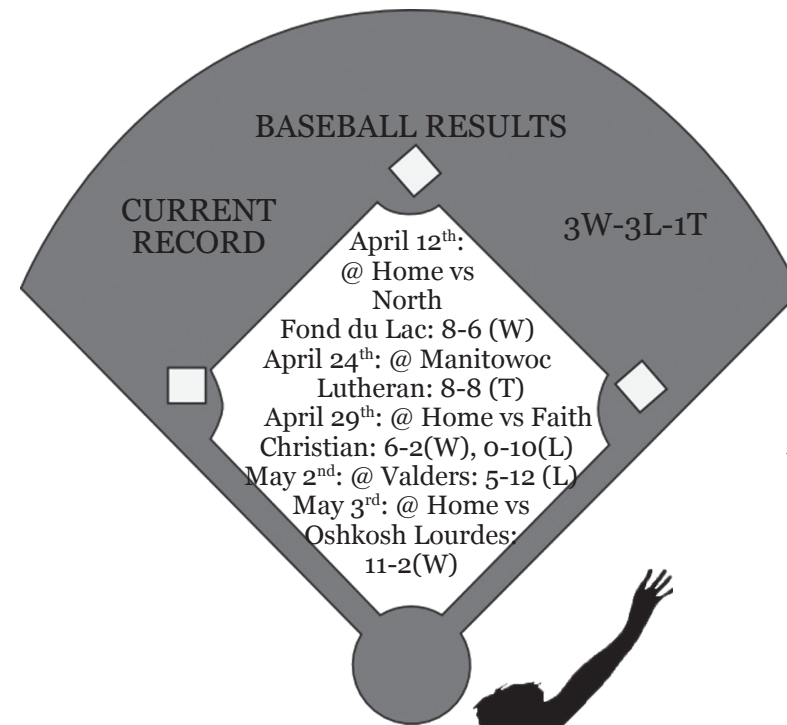 BASEBALL RESULTS
CURRENT
RECORD
3W-3L-1T
April 12th:
@ Home vs
North
Fond du Lac: 8-6 (W)
April 24th: @ Manitowoc
Lutheran: 8-8 (T)
April 29th: @ Home vs Faith
Christian: 6-2(W), 0-10(L)
May 2nd: @ Valders: 5-12 (L)
May 3rd: @ Home vs
Oshkosh Lourdes:
11-2(W)